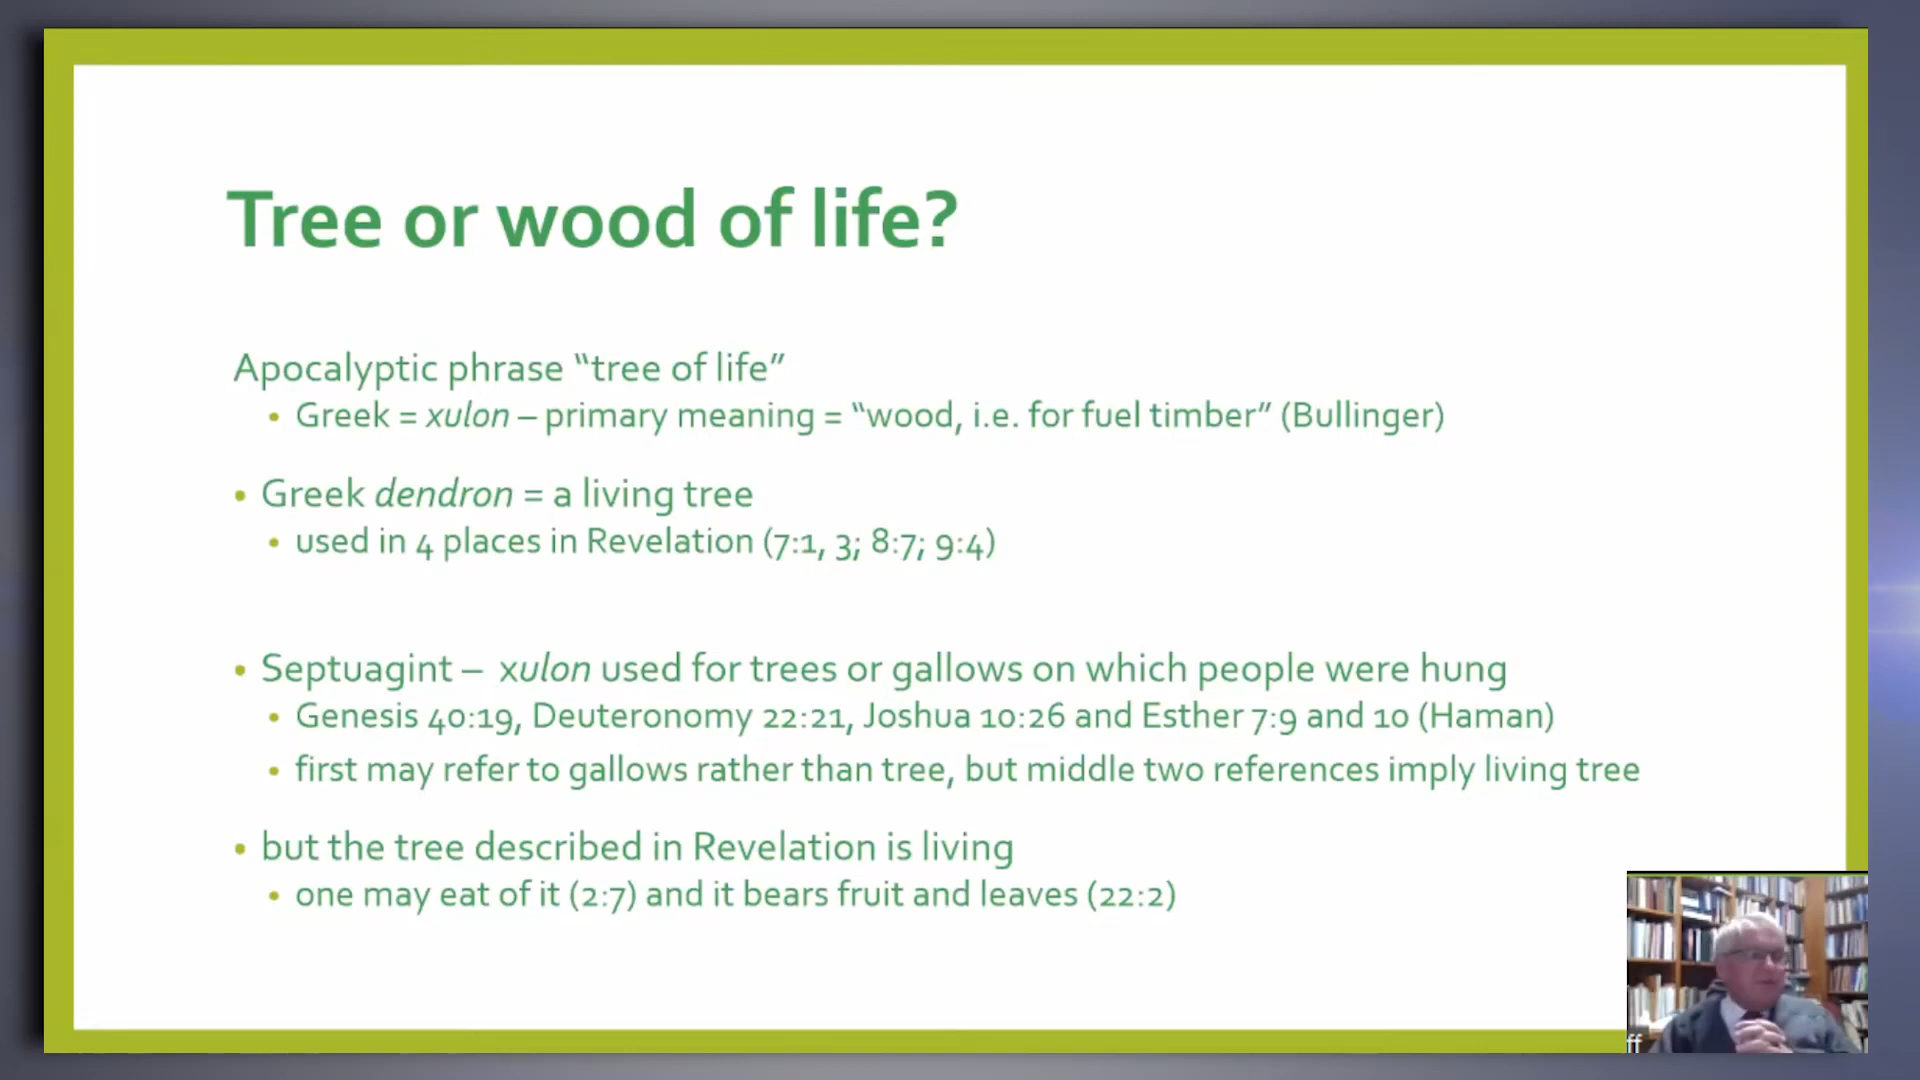 Tree or wood of life?
Apocalyptic phrase “tree of life”
• Greek = xulon – primary meaning = “wood, i.e. for fuel timber” (Bullinger)
• Greek dendron = a living tree
• used in 4 places in Revelation (7:1, 3; 8:7; 9:4)
• Septuagint – xulon used for trees or gallows on which people were hung
• Genesis 40:19, Deuteronomy 22:21, Joshua 10:26 and Esther 7:9 and 10 (Haman)
• first may refer to gallows rather than tree, but middle two references imply living tree
• but the tree described in Revelation is living
• one may eat of it (2:7) and it bears fruit and leaves (22:2)
ff